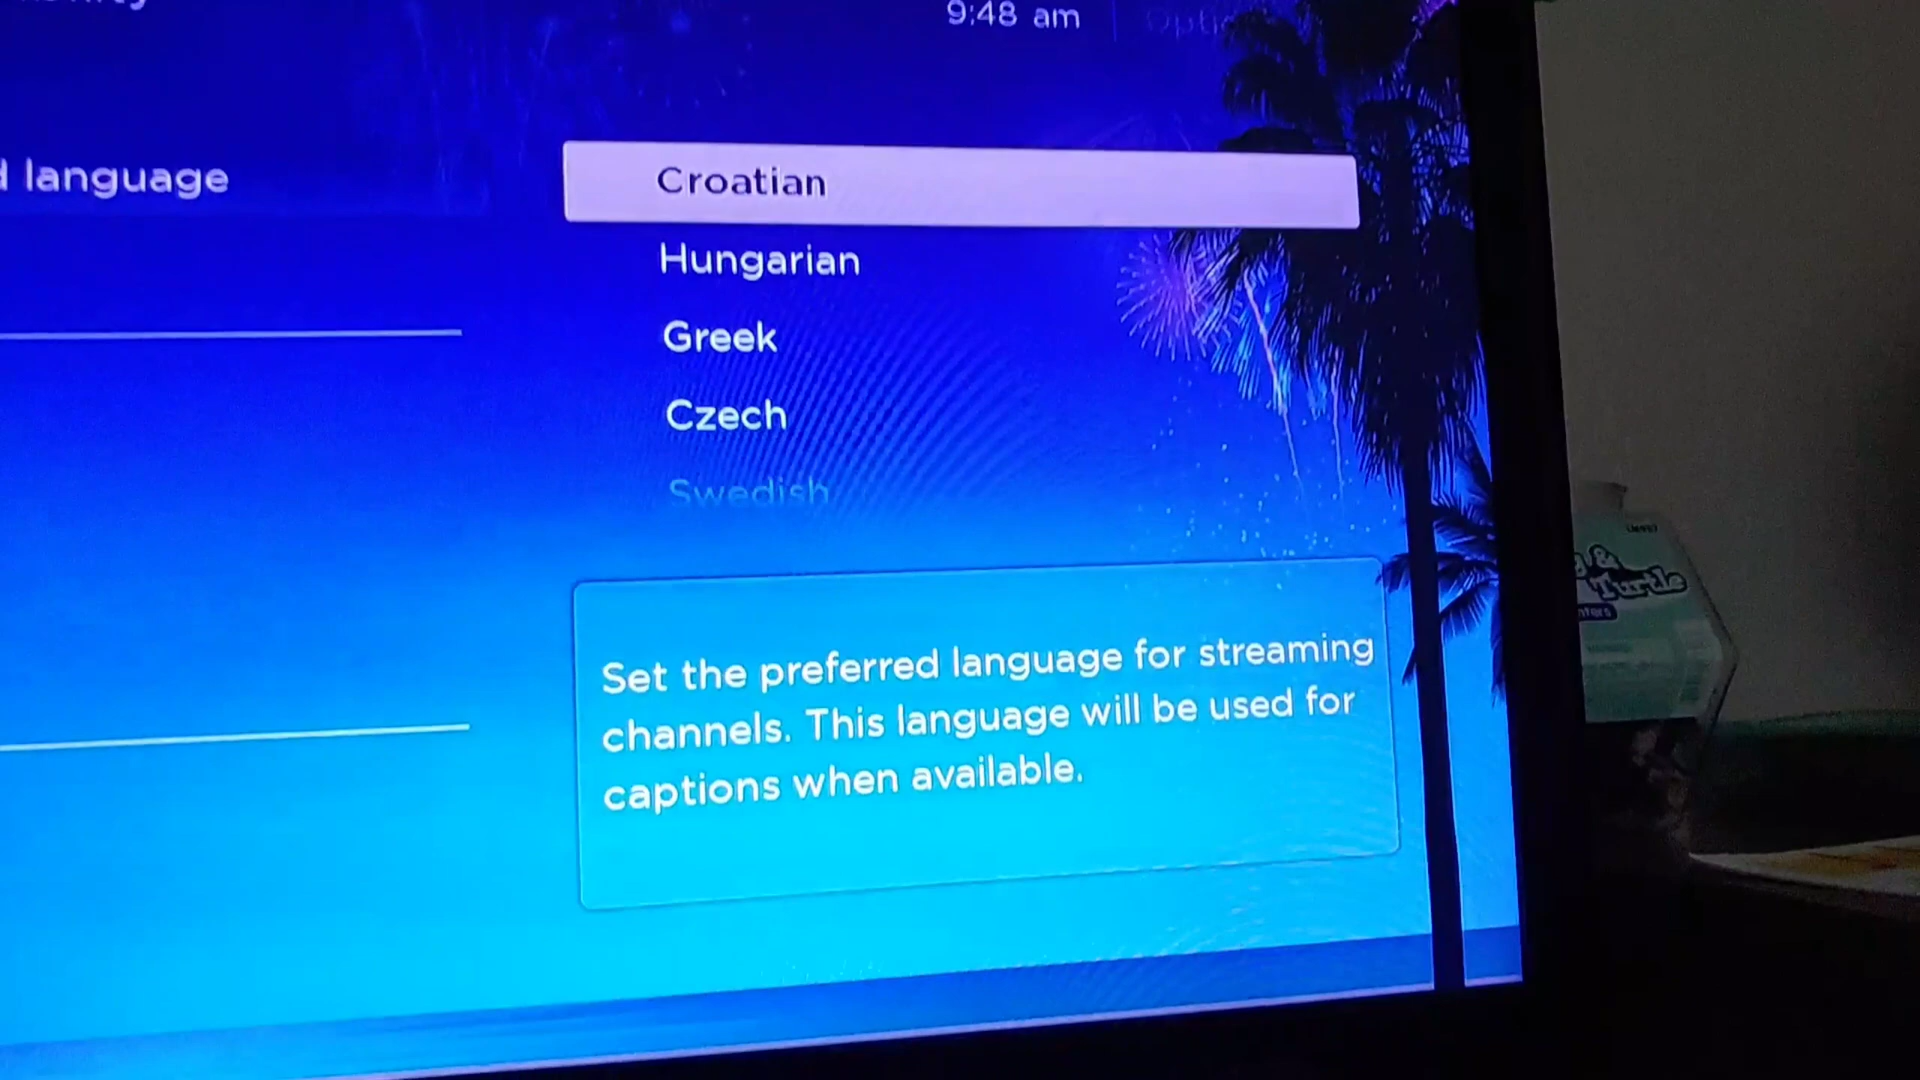 9:48 am
language
Croatian
Hungarian
Greek
Czech
Swedish
Set the preferred language for streaming
channels. This language will be used for
captions when available.
&
Turtle